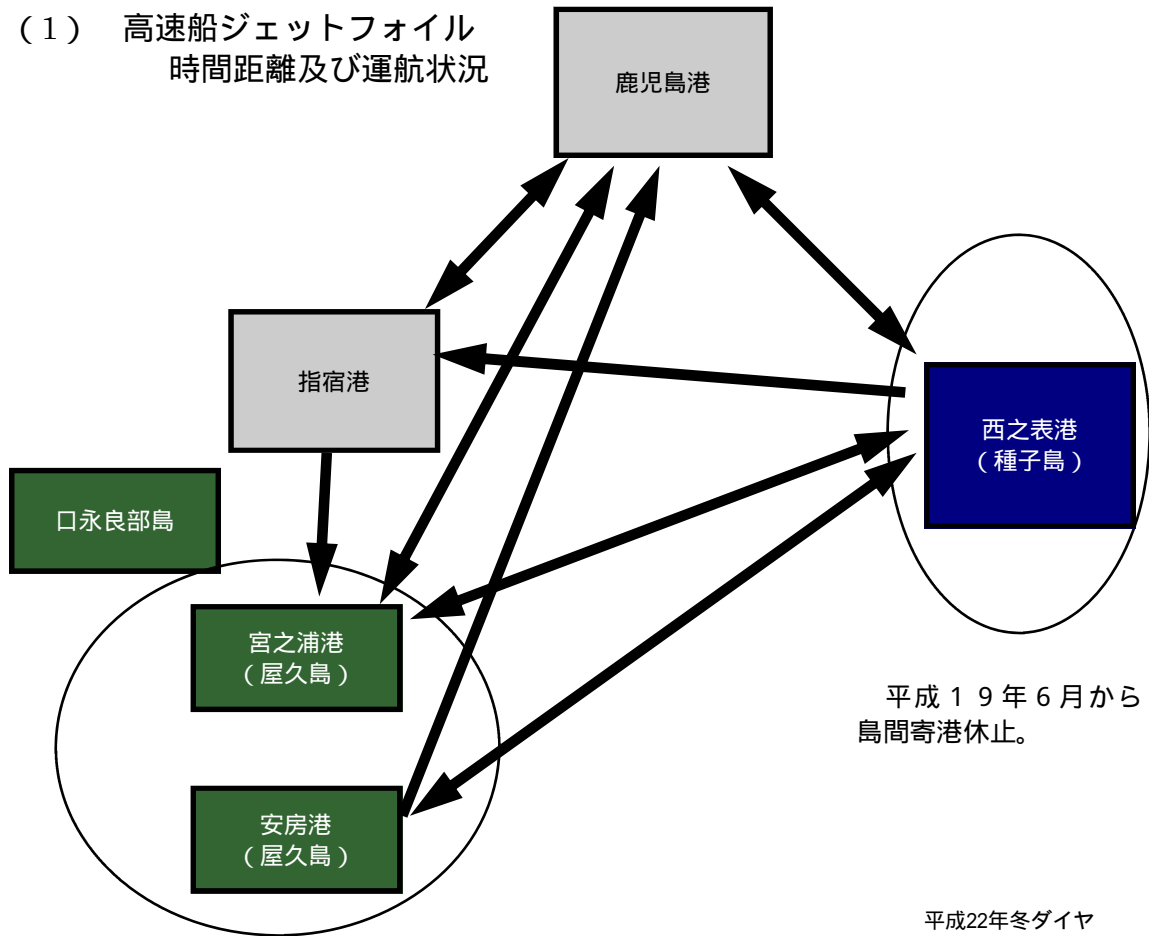 （１）　高速船ジェットフォイル
時間距離及び運航状況
鹿児島港
指宿港
西之表港
（種子島）
口永良部島
宮之浦港
（屋久島）
平成１９年６月から
島間寄港休止。
安房港
（屋久島）
平成22年冬ダイヤ